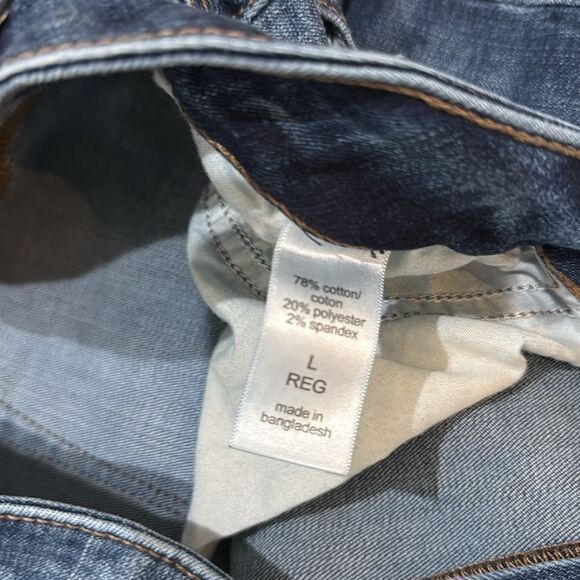 78% cotton/
coton
20% polyester
2% spandex
L
REG
made in
bangladesh